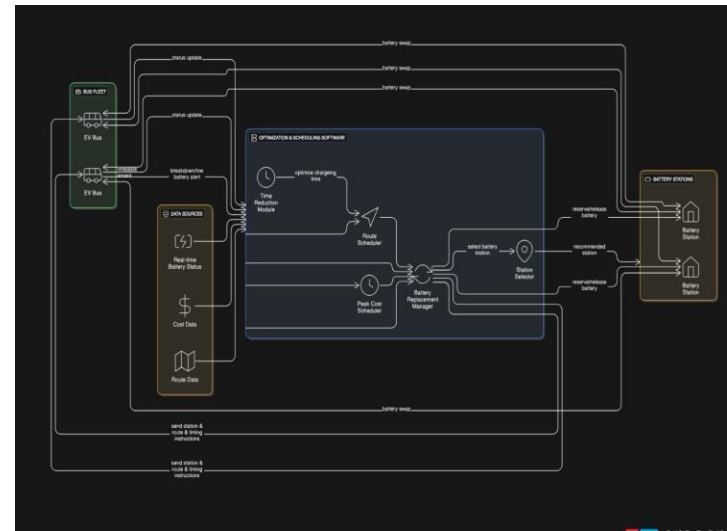 battery swap
status update
battery swap
battery swap
BUS FLEET
EV Bus
status update
EV Bus
breakdown/low
battery alert
OPTIMIZATION & SCHEDULING SOFTWARE
Time
Reduction
Module
optimise chargeing
time
Route
Scheduler
DATA SOURCES
Real-time
Battery Status
Cost Data
Route Data
Peak Cost
Scheduler
Battery
Replacement
Manager
select battery
station
Station
Selector
reserve/release
battery
recommended
station
reserve/release
battery
BATTERY STATIONS
Battery
Station
Battery
Station
battery swap
send station &
route & timing
instructions
send station &
route & timing
instructions